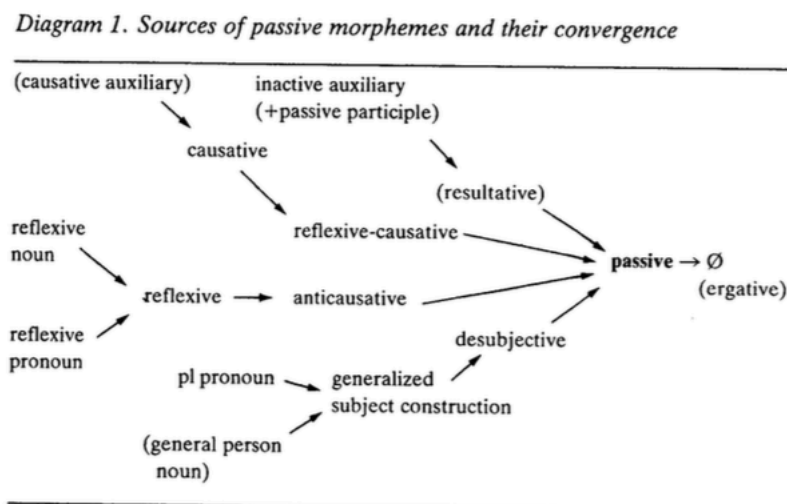 Diagram 1. Sources of passive morphemes and their convergence
(causative auxiliary)
inactive auxiliary
(+passive participle)
causative
(resultative)
reflexive
noun
reflexive-causative
passive → Ø
(ergative)
reflexive → anticausative
reflexive
pronoun
desubjective
pl pronoun
generalized
subject construction
(general person
noun)